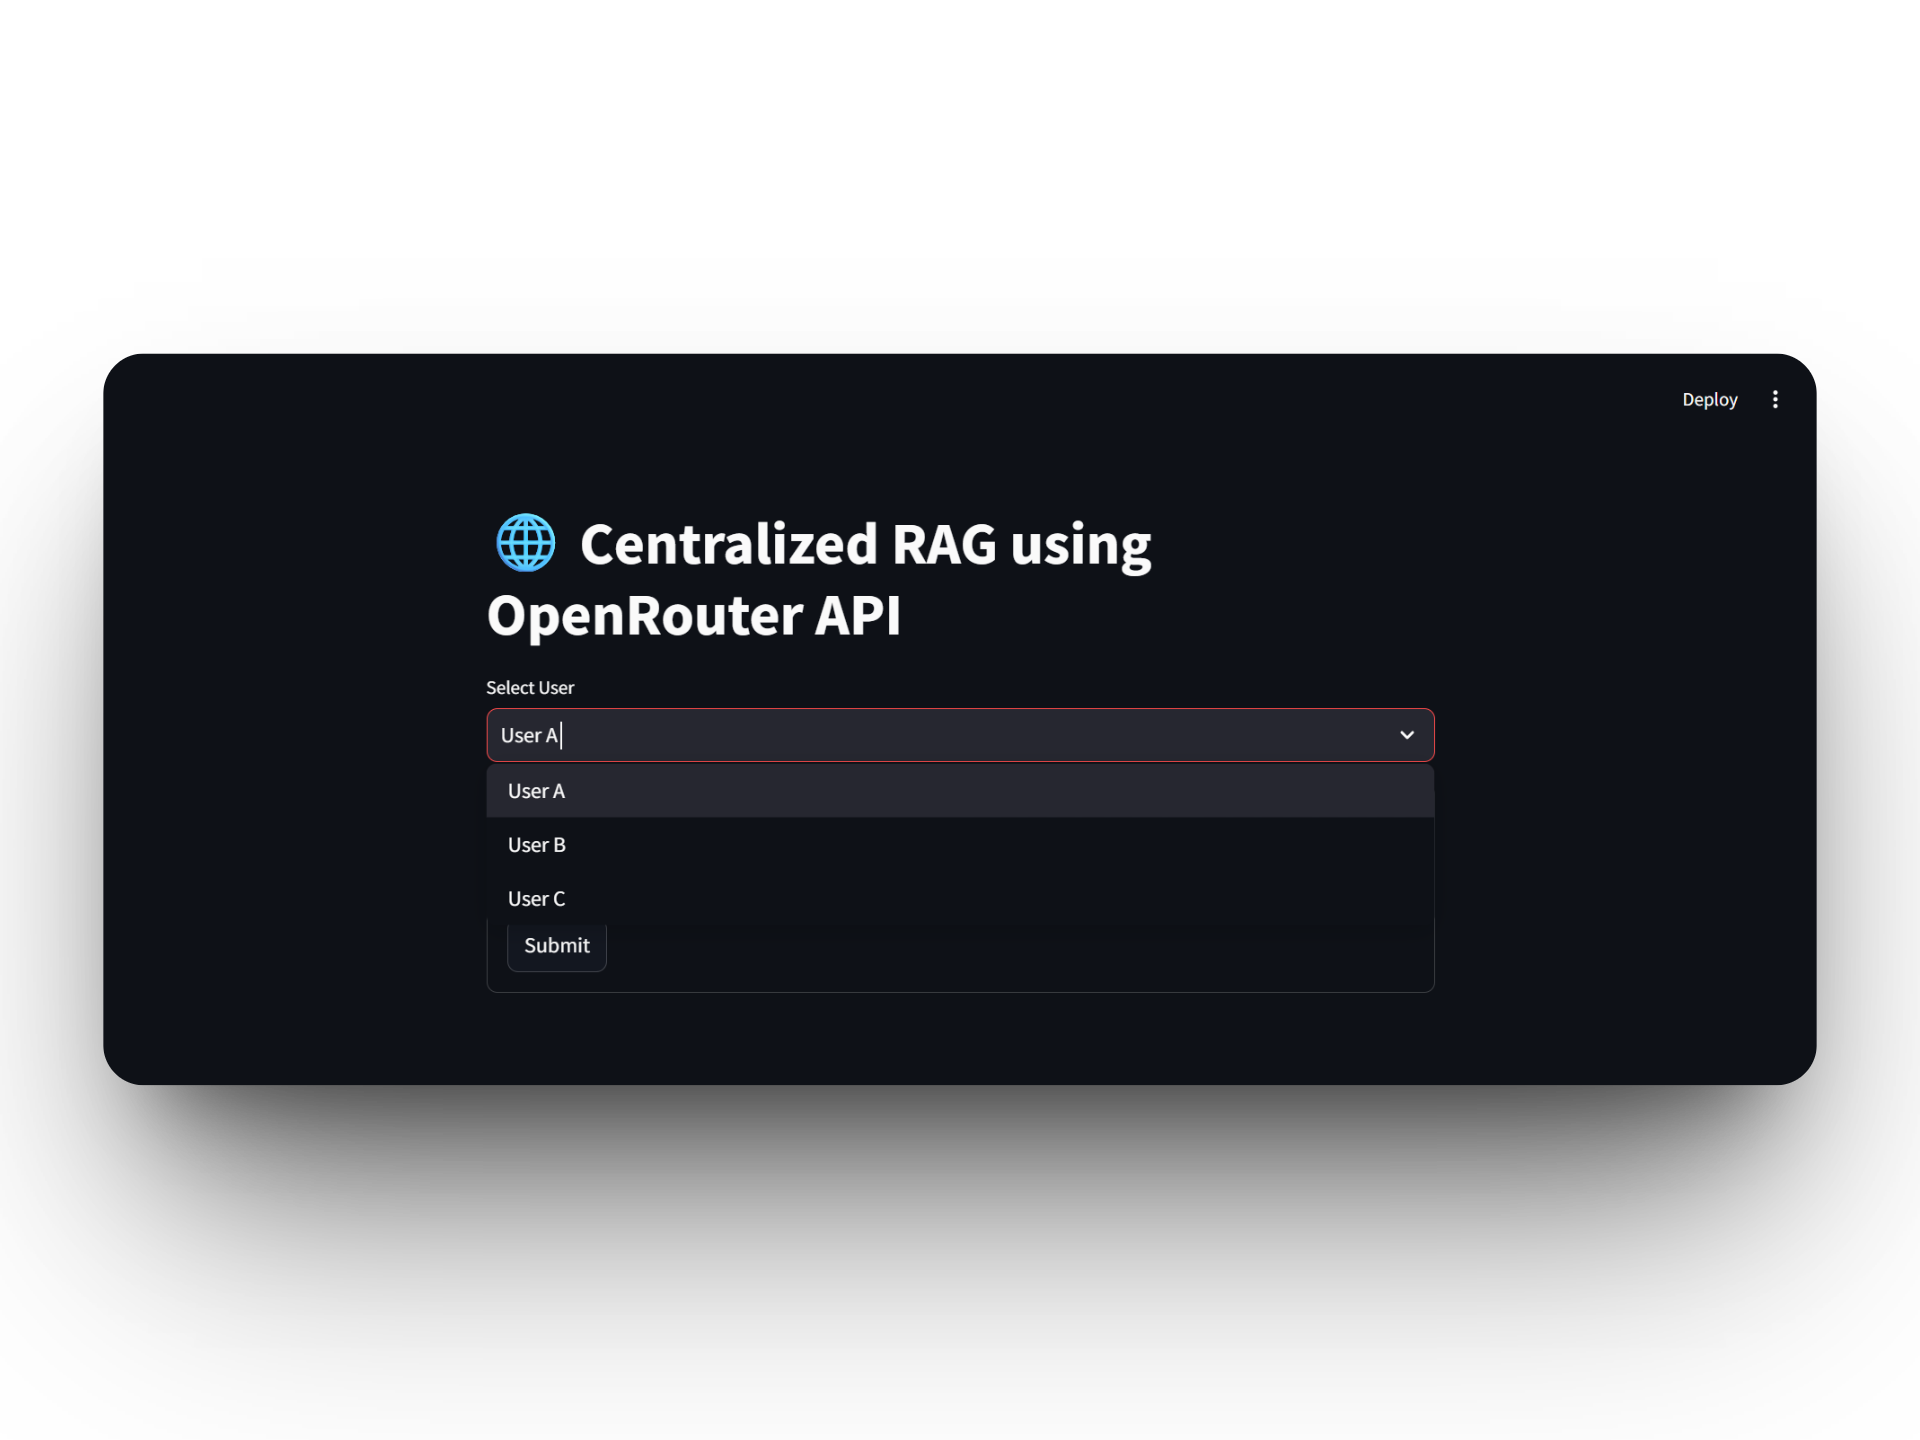 Deploy
🌐 Centralized RAG using
OpenRouter API
Select User
User A
User A
User B
User C
Submit